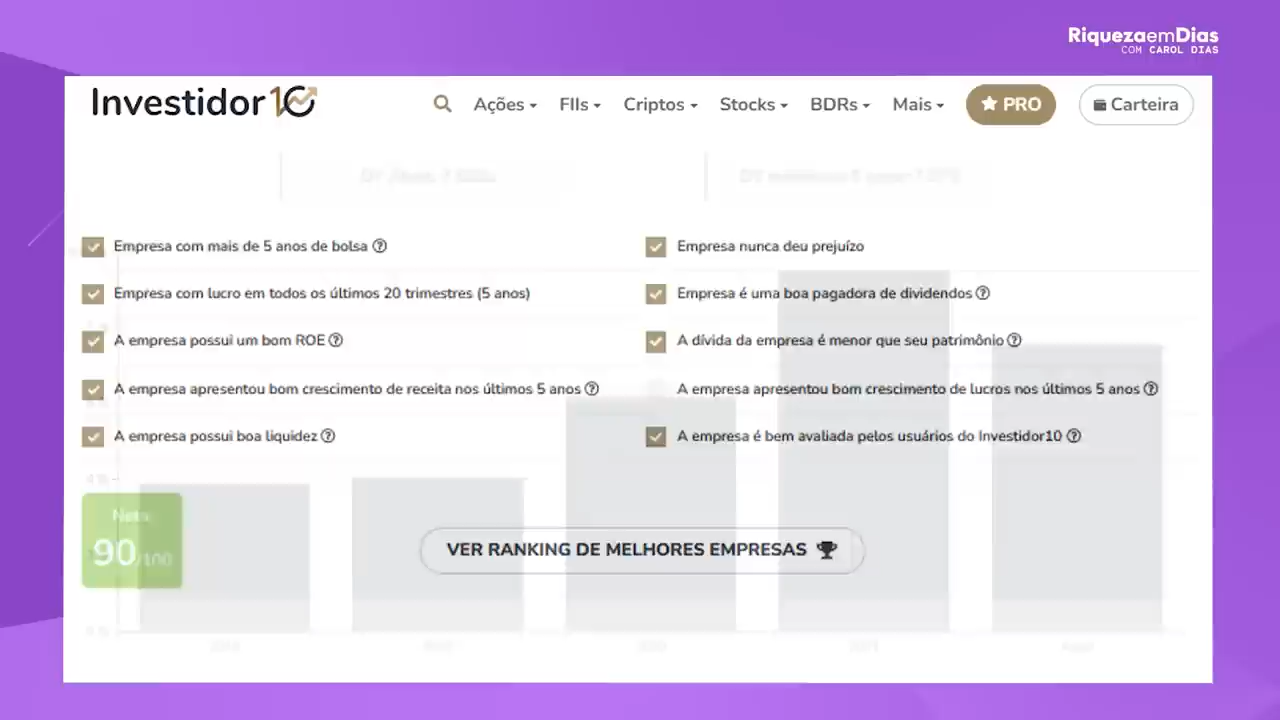 RiquezaemDias
COM CAROL DIAS
Investidor10
Ações
FIIs
Criptos
Stocks
BDRs
Mais
PRO
Carteira
Empresa com mais de 5 anos de bolsa
Empresa nunca deu prejuízo
Empresa com lucro em todos os últimos 20 trimestres (5 anos)
Empresa é uma boa pagadora de dividendos
A empresa possui um bom ROE
A dívida da empresa é menor que seu patrimônio
A empresa apresentou bom crescimento de receita nos últimos 5 anos
A empresa apresentou bom crescimento de lucros nos últimos 5 anos
A empresa possui boa liquidez
A empresa é bem avaliada pelos usuários do Investidor10
Nota:
90/100
VER RANKING DE MELHORES EMPRESAS